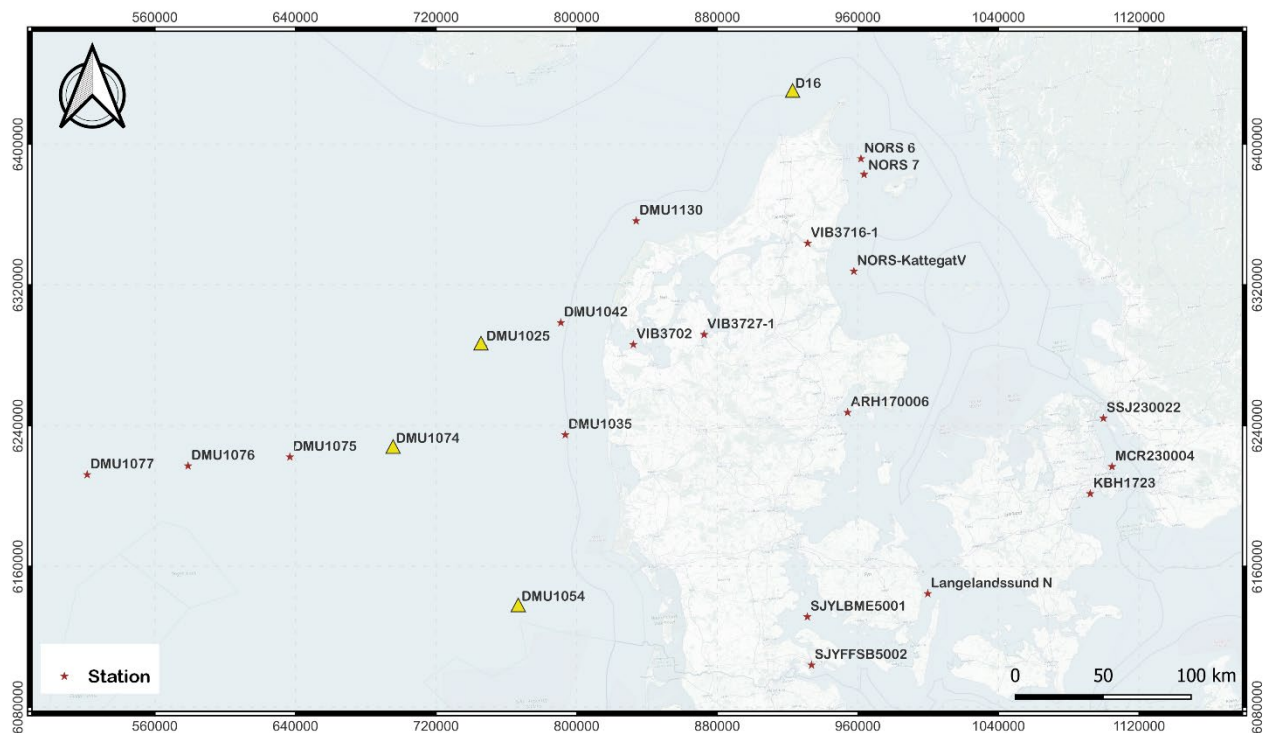 560000 640000 720000 800000 880000 960000 1040000 1120000
D16
6400000 6400000
NORS 6
NORS 7
DMU1130
VIB3716-1
NORS-KattegatV
6320000 6320000
DMU1042
VIB3727-1
DMU1025
VIB3702
ARH170006
SSJ230022
6240000 6240000
DMU1035
DMU1074
DMU1075
DMU1076
DMU1077
MCR230004
KBH1723
6160000 6160000
Langelandssund N
DMU1054
SJYLBME5001
SJYFFSB5002
Station
0 50 100 km
6080000 6080000
560000 640000 720000 800000 880000 960000 1040000 1120000